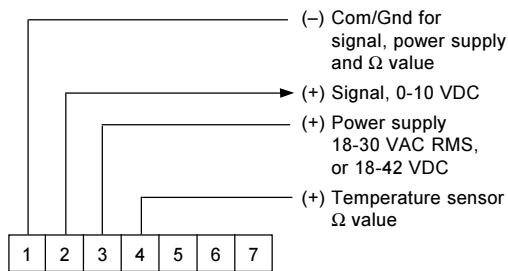 (–) Com/Gnd for
signal, power supply
and Ω value
(+) Signal, 0-10 VDC
(+) Power supply
18-30 VAC RMS,
or 18-42 VDC
(+) Temperature sensor
Ω value
1 2 3 4 5 6 7